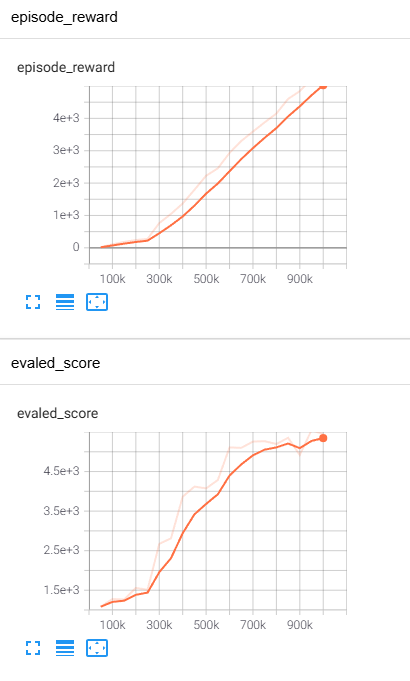 episode_reward
episode_reward
4e+3
3e+3
2e+3
1e+3
0
100k 300k 500k 700k 900k
evaled_score
evaled_score
4.5e+3
3.5e+3
2.5e+3
1.5e+3
100k 300k 500k 700k 900k